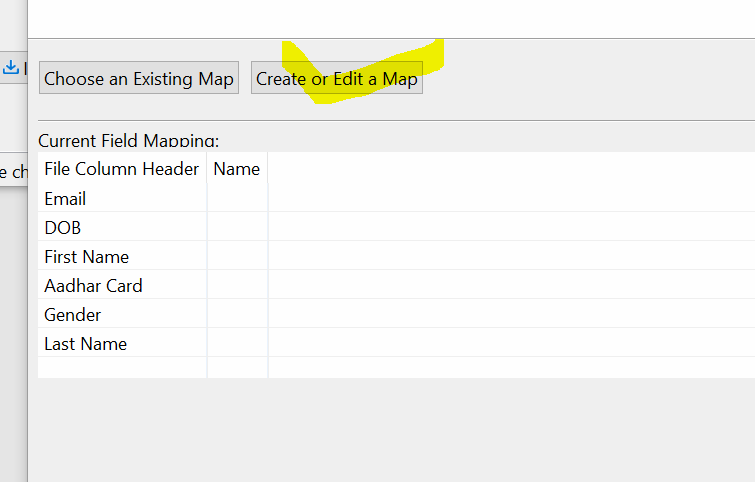 Choose an Existing Map Create or Edit a Map
Current Field Mapping:
e ch
File Column Header Name
Email
DOB
First Name
Aadhar Card
Gender
Last Name